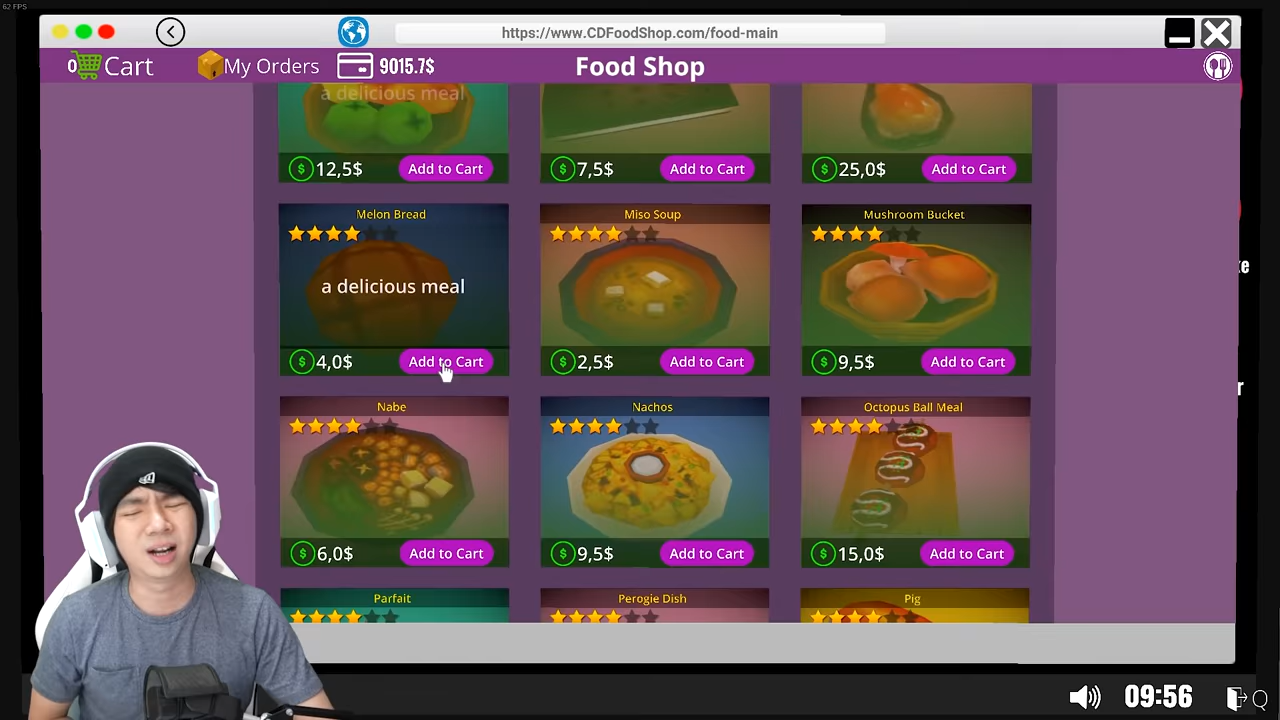 62 FPS
https://www.CDFoodShop.com/food-main
0 Cart
My Orders
9015.7$
Food Shop
a delicious meal
$ 12,5$
Add to Cart
$ 7,5$
Add to Cart
$ 25,0$
Add to Cart
Melon Bread
Miso Soup
Mushroom Bucket
a delicious meal
$ 4,0$
Add to Cart
$ 2,5$
Add to Cart
$ 9,5$
Add to Cart
Nabe
Nachos
Octopus Ball Meal
$ 6,0$
Add to Cart
$ 9,5$
Add to Cart
$ 15,0$
Add to Cart
Parfait
Perogie Dish
Pig
09:56
Q